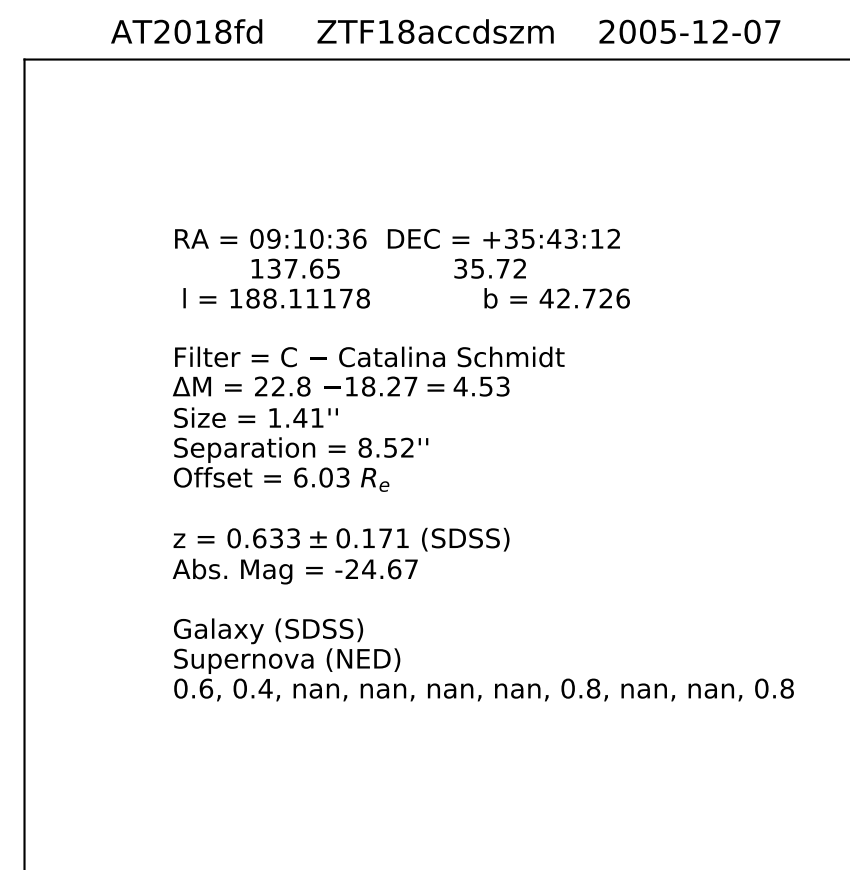 AT2018fd ZTF18accdszm 2005-12-07
RA = 09:10:36 DEC = +35:43:12
137.65 35.72
l = 188.11178 b = 42.726
Filter = C − Catalina Schmidt
ΔM = 22.8 −18.27 = 4.53
Size = 1.41''
Separation = 8.52''
Offset = 6.03 Rₑ
z = 0.633 ± 0.171 (SDSS)
Abs. Mag = -24.67
Galaxy (SDSS)
Supernova (NED)
0.6, 0.4, nan, nan, nan, nan, 0.8, nan, nan, 0.8